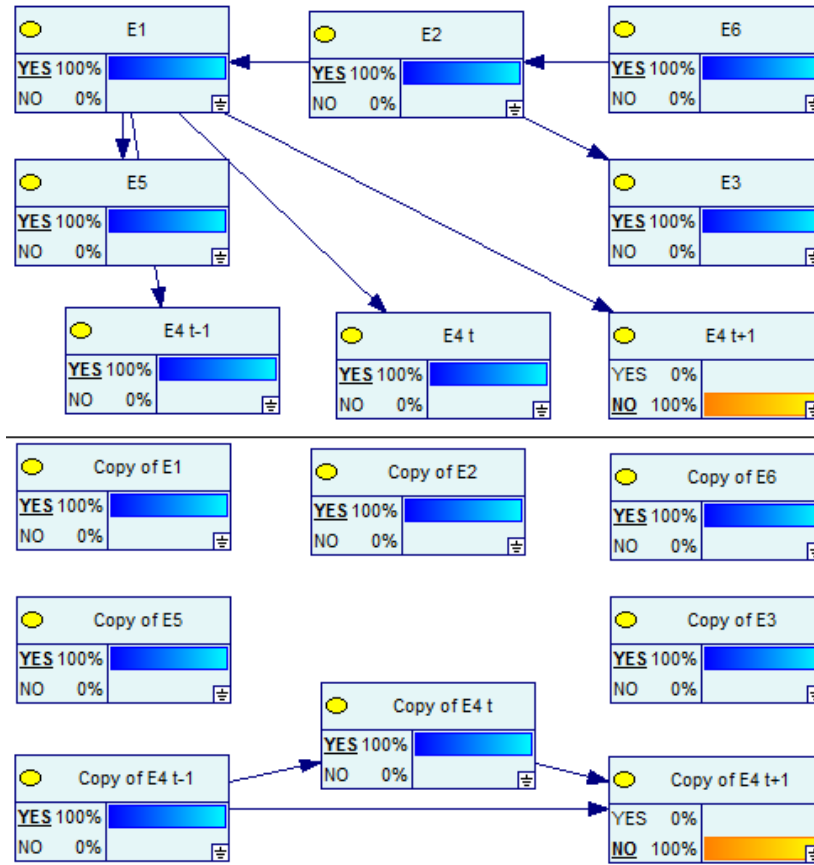 E1
YES 100%
NO 0%
E2
YES 100%
NO 0%
E6
YES 100%
NO 0%
E5
YES 100%
NO 0%
E3
YES 100%
NO 0%
E4 t-1
YES 100%
NO 0%
E4 t
YES 100%
NO 0%
E4 t+1
YES 0%
NO 100%
Copy of E1
YES 100%
NO 0%
Copy of E2
YES 100%
NO 0%
Copy of E6
YES 100%
NO 0%
Copy of E5
YES 100%
NO 0%
Copy of E3
YES 100%
NO 0%
Copy of E4 t
YES 100%
NO 0%
Copy of E4 t-1
YES 100%
NO 0%
Copy of E4 t+1
YES 0%
NO 100%